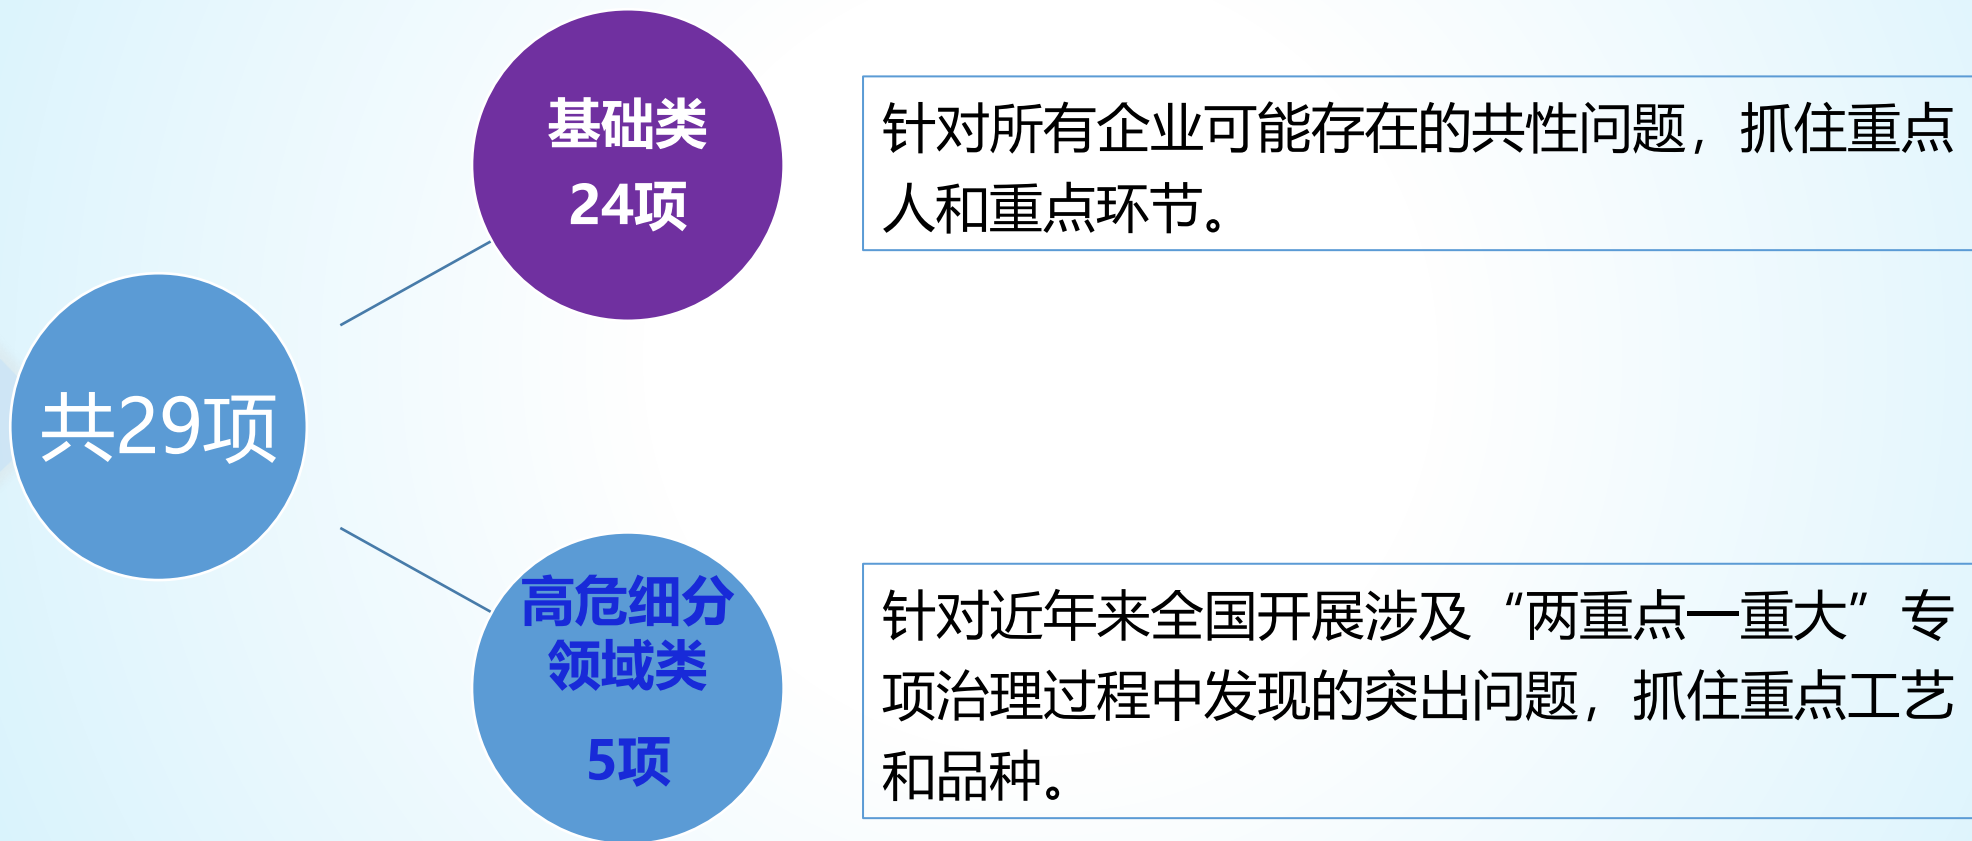 基础类
24项
针对所有企业可能存在的共性问题，抓住重点
人和重点环节。
共29项
高危细分
领域类
5项
针对近年来全国开展涉及“两重点一重大”专
项治理过程中发现的突出问题，抓住重点工艺
和品种。